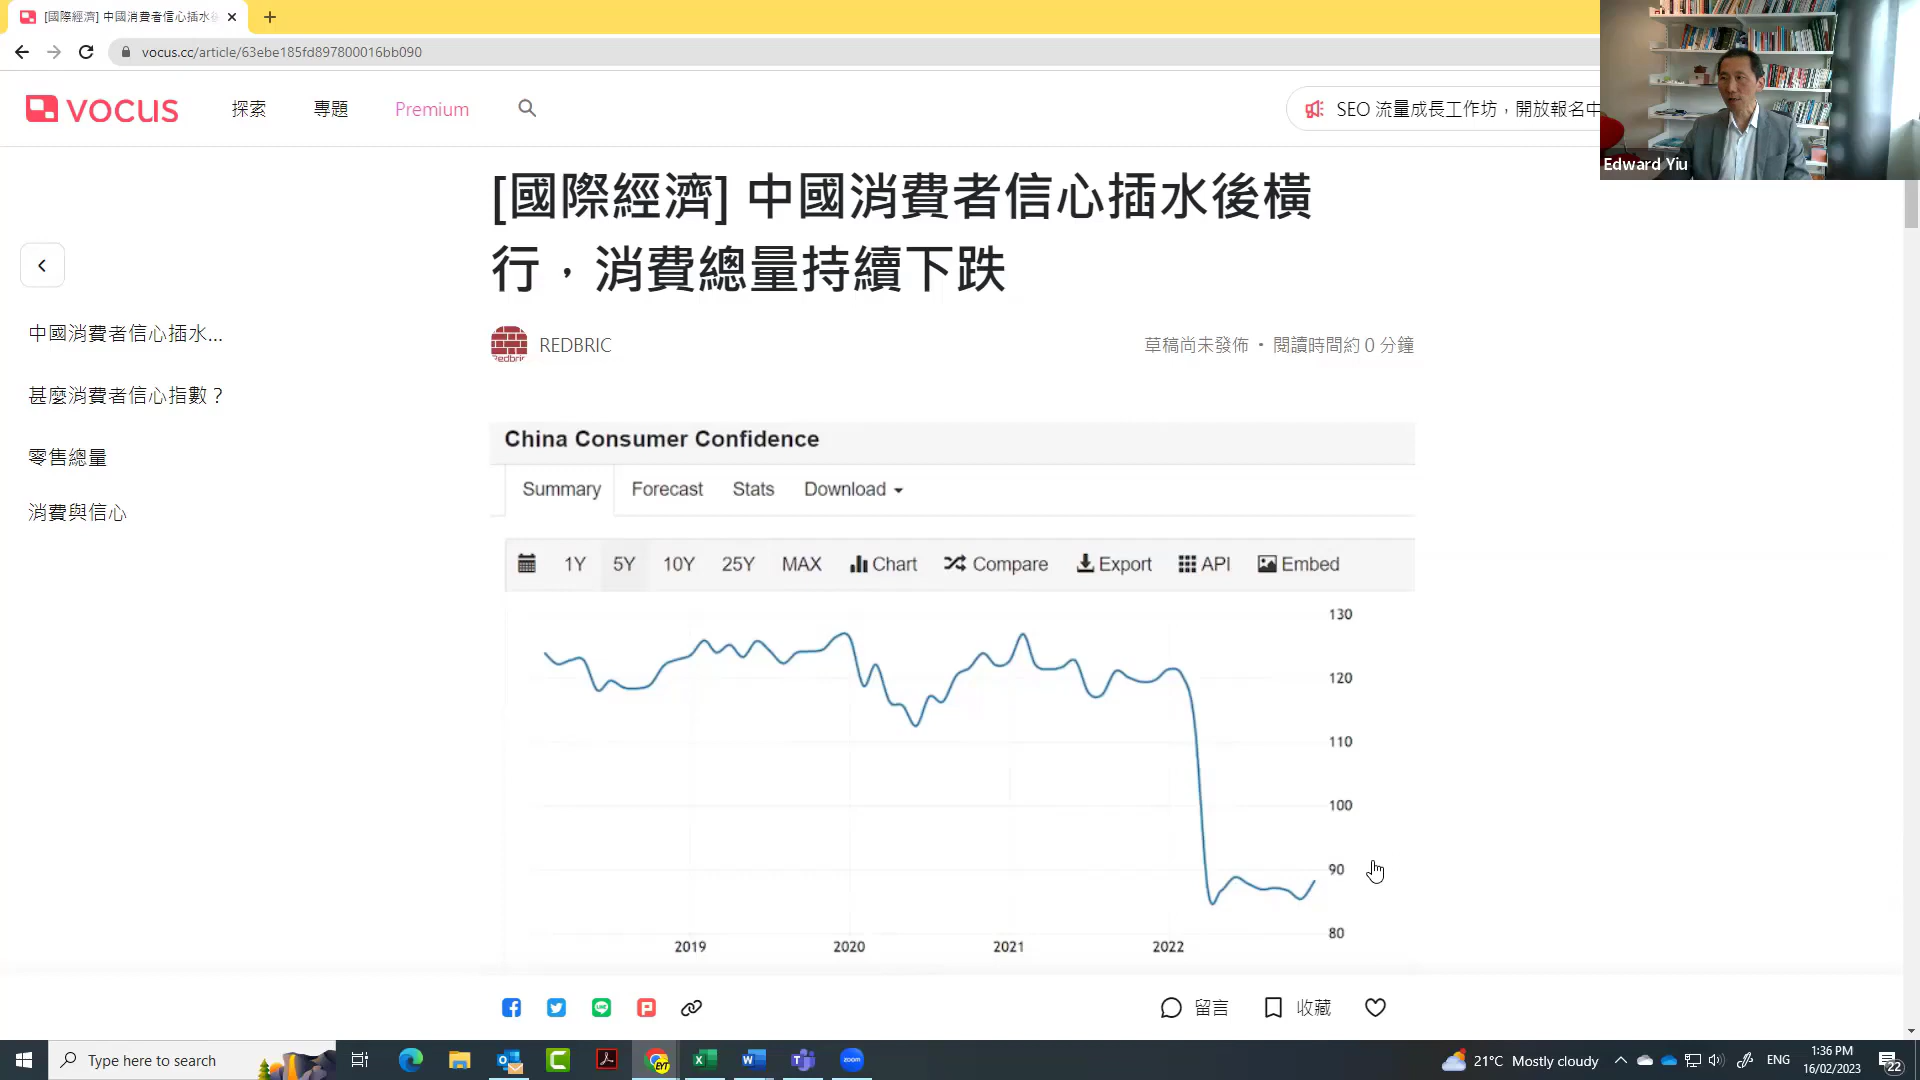 [國際經濟] 中國消費者信心插水後
vocus.cc/article/63ebe185fd897800016bb090
vocus
探索
專題
Premium
SEO 流量成長工作坊，開放報名中
Edward Yiu
[國際經濟] 中國消費者信心插水後橫
行，消費總量持續下跌
中國消費者信心插水...
甚麼消費者信心指數？
零售總量
消費與信心
Redbric
REDBRIC
草稿尚未發佈 ・ 閱讀時間約 0 分鐘
China Consumer Confidence
Summary
Forecast
Stats
Download
1Y
5Y
10Y
25Y
MAX
Chart
Compare
Export
API
Embed
130
120
110
100
90
80
2019
2020
2021
2022
留言
收藏
Type here to search
EYT
zoom
21°C Mostly cloudy
ENG
1:36 PM
16/02/2023
22